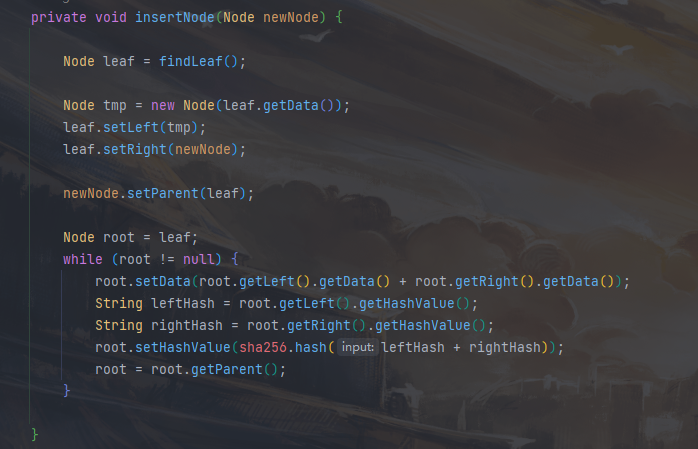 private void insertNode(Node newNode) {
Node leaf = findLeaf();
Node tmp = new Node(leaf.getData());
leaf.setLeft(tmp);
leaf.setRight(newNode);
newNode.setParent(leaf);
Node root = leaf;
while (root != null) {
root.setData(root.getLeft().getData() + root.getRight().getData());
String leftHash = root.getLeft().getHashValue();
String rightHash = root.getRight().getHashValue();
root.setHashValue(sha256.hash( input: leftHash + rightHash));
root = root.getParent();
}
}